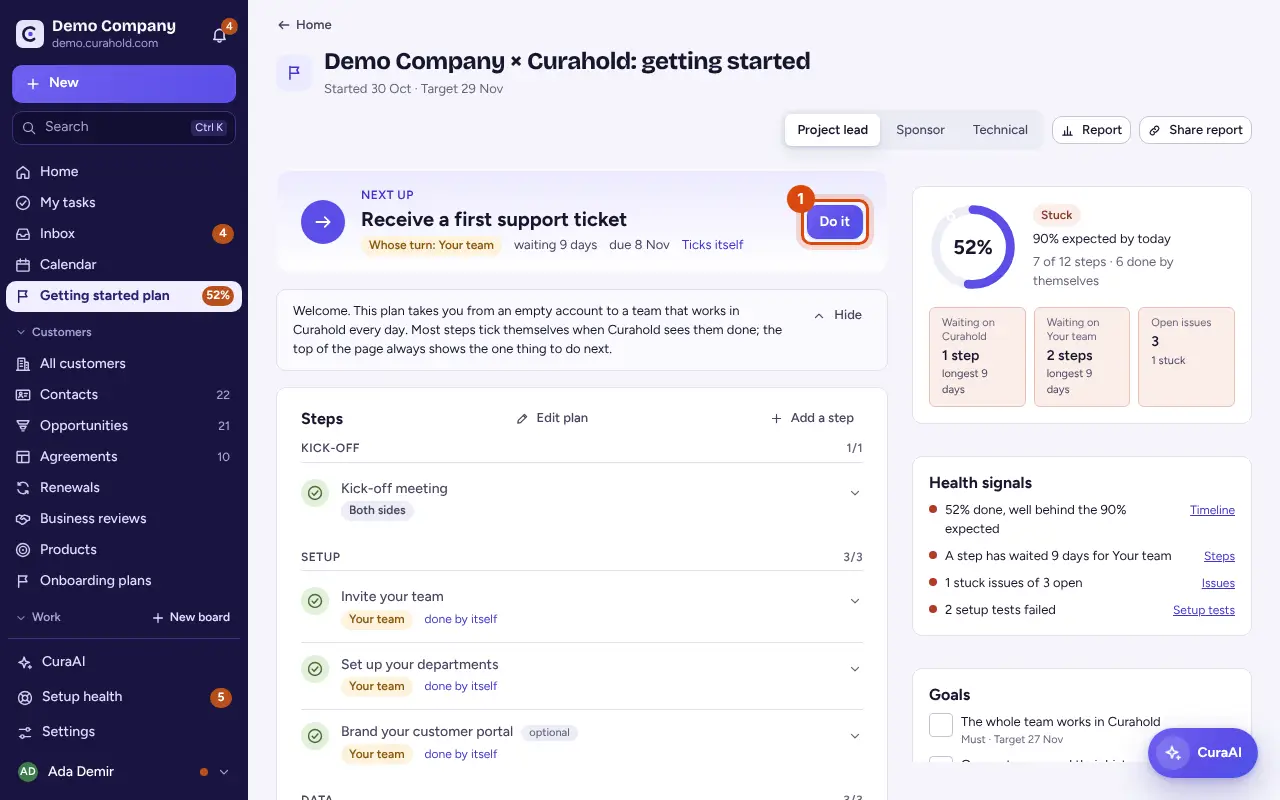 Demo Company
demo.curahold.com
4
New
Search
Ctrl K
Home
My tasks
Inbox
4
Calendar
Getting started plan
52%
Customers
All customers
Contacts
22
Opportunities
21
Agreements
10
Renewals
Business reviews
Products
Onboarding plans
Work
New board
CuraAI
Setup health
5
Settings
AD
Ada Demir
Home
Demo Company × Curahold: getting started
Started 30 Oct · Target 29 Nov
Project lead
Sponsor
Technical
Report
Share report
NEXT UP
Receive a first support ticket
Whose turn: Your team
waiting 9 days
due 8 Nov
Ticks itself
1
Do it
Welcome. This plan takes you from an empty account to a team that works in
Curahold every day. Most steps tick themselves when Curahold sees them done; the
top of the page always shows the one thing to do next.
Hide
Steps
Edit plan
Add a step
KICK-OFF
1/1
Kick-off meeting
Both sides
SETUP
3/3
Invite your team
Your team
done by itself
Set up your departments
Your team
done by itself
Brand your customer portal
optional
Your team
done by itself
52%
Stuck
90% expected by today
7 of 12 steps · 6 done by
themselves
Waiting on
Curahold
1 step
longest 9
days
Waiting on
Your team
2 steps
longest 9
days
Open issues
3
1 stuck
Health signals
52% done, well behind the 90%
expected
Timeline
A step has waited 9 days for Your team
Steps
1 stuck issues of 3 open
Issues
2 setup tests failed
Setup tests
Goals
The whole team works in Curahold
Must · Target 27 Nov
CuraAI